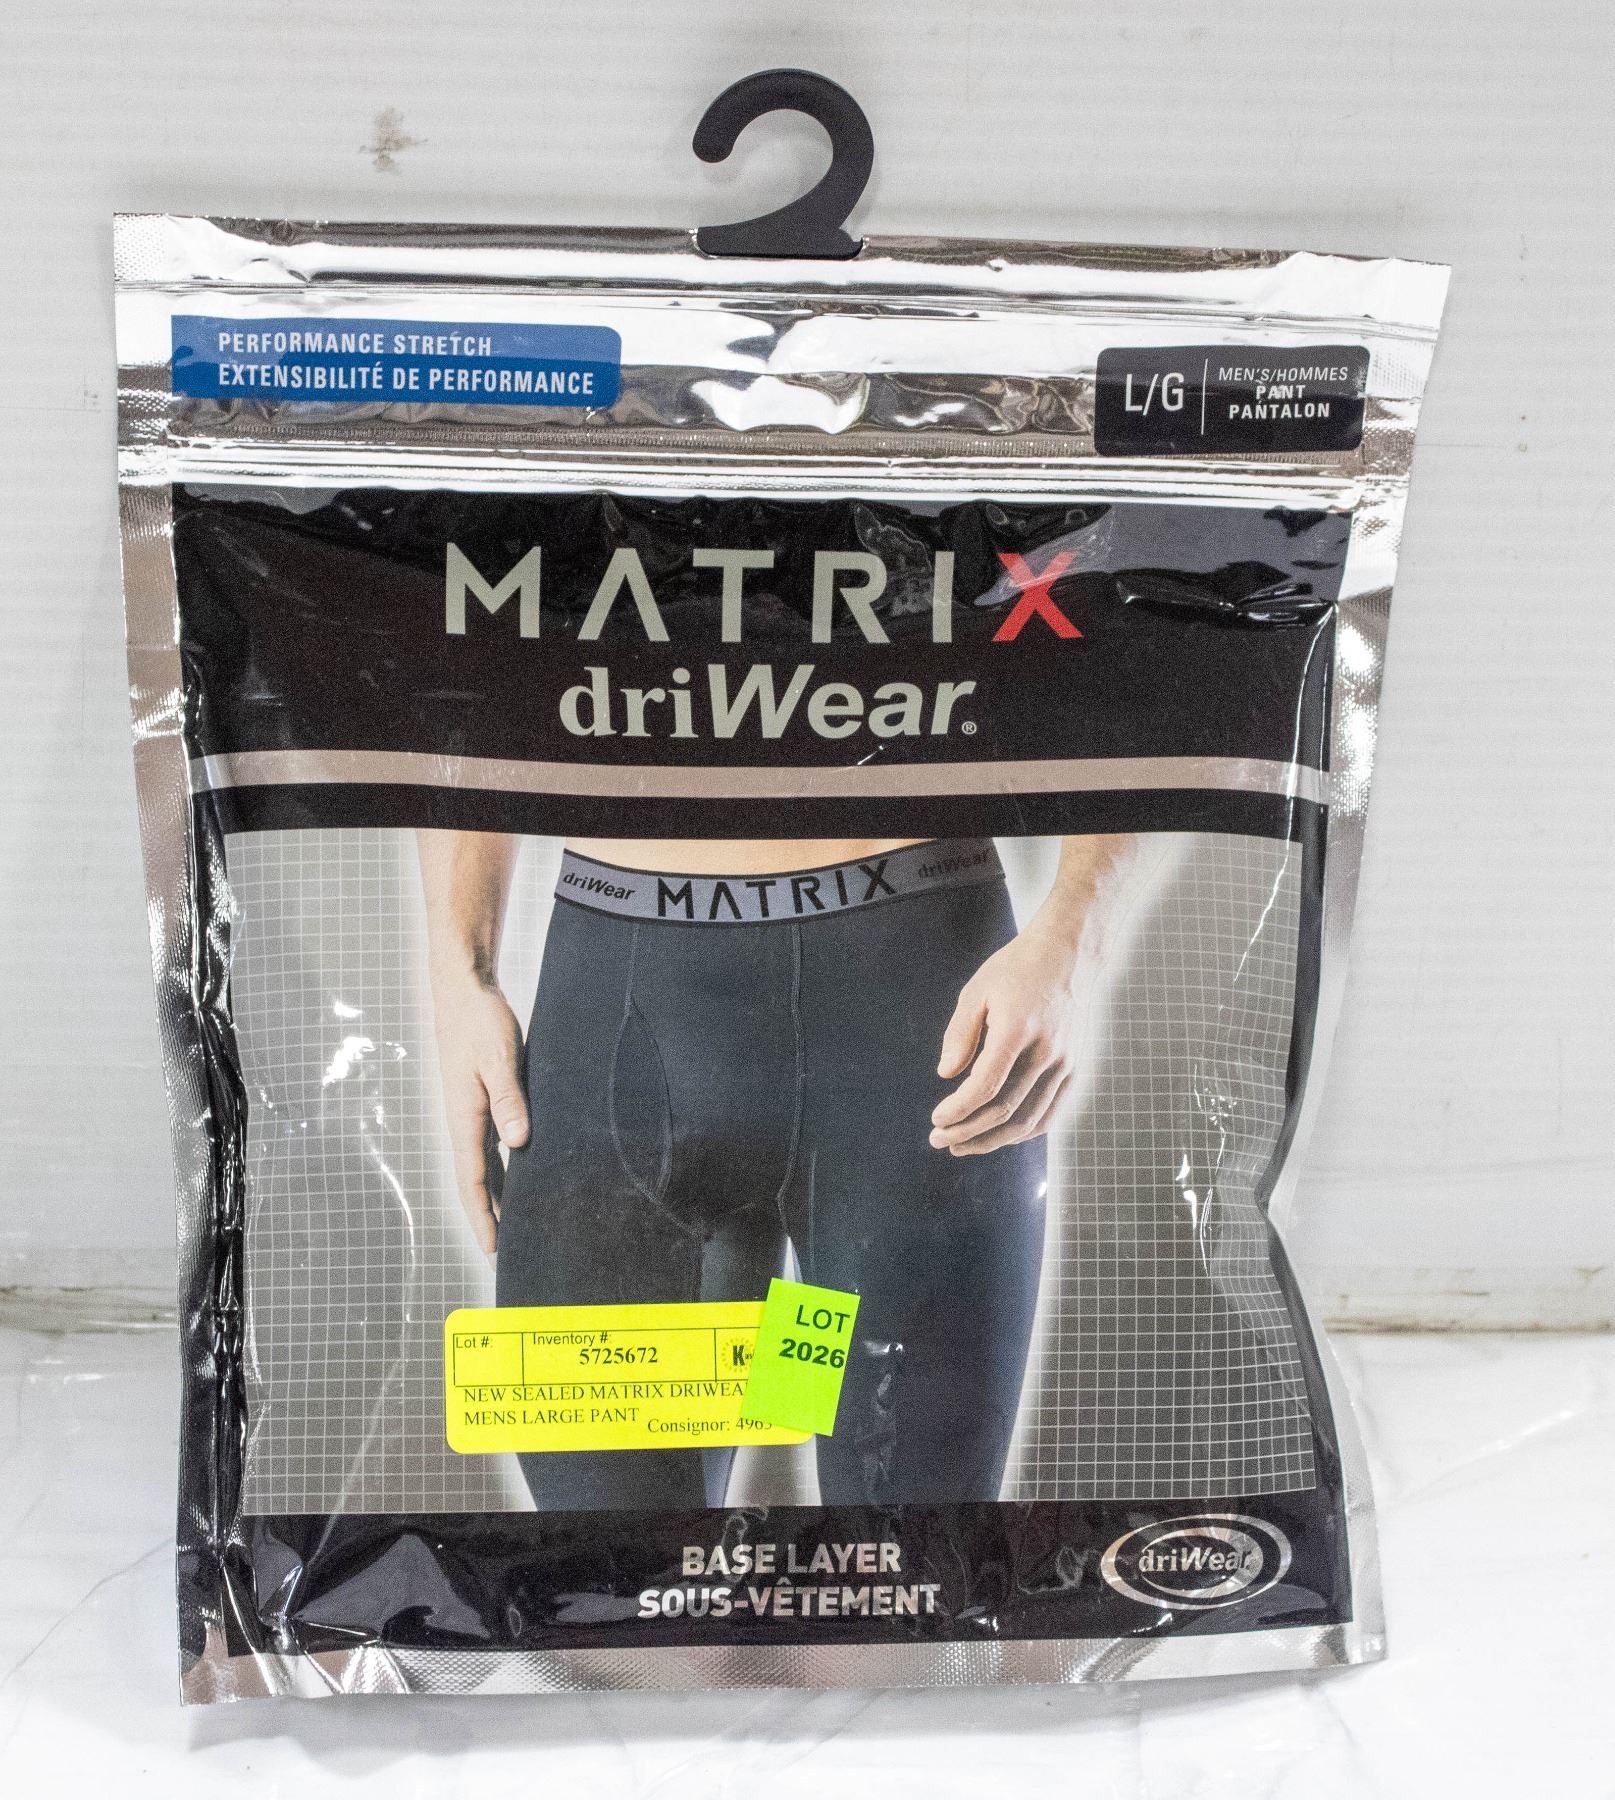 PERFORMANCE STRETCH
EXTENSIBILITÉ DE PERFORMANCE
L/G
MEN'S/HOMMES
PANT
PANTALON
MATRIX
driWear®
driWear MATRIX driWear
Lot #:
Inventory #:
5725672
NEW SEALED MATRIX
MENS LARGE PANT
Consignor:
LOT
2026
BASE LAYER
SOUS-VÊTEMENT
driWear